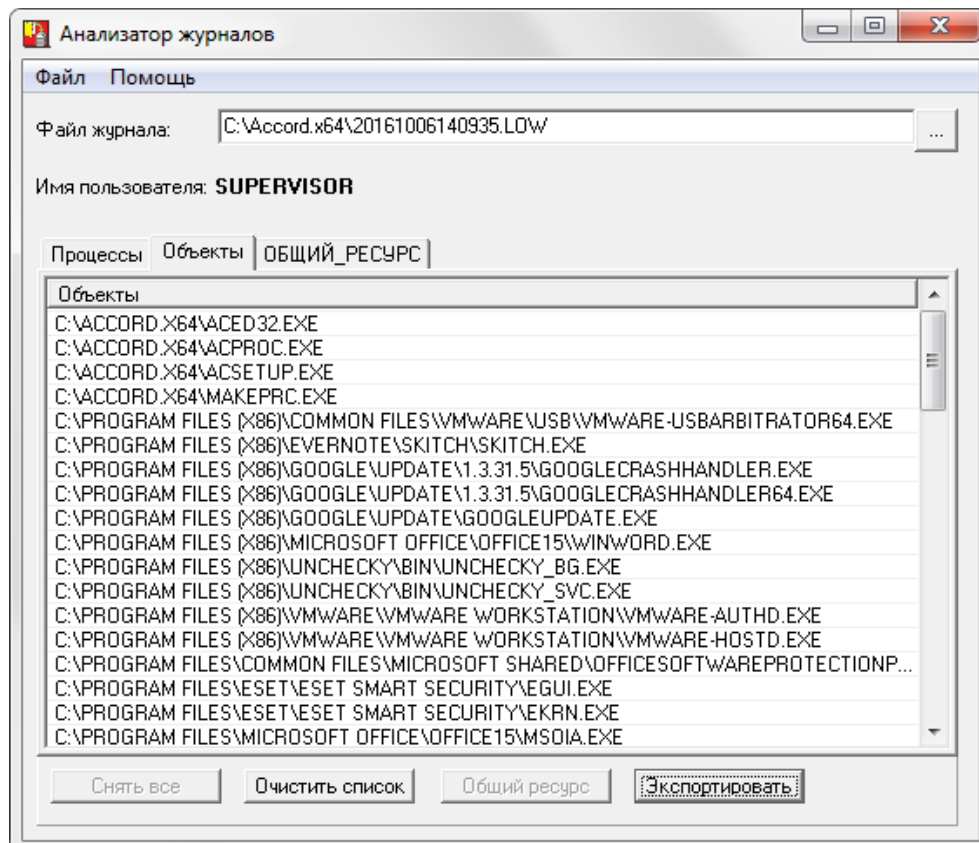 Анализатор журналов
Файл Помощь
Файл журнала: C:\Accord.x64\20161006140935.LOW ...
Имя пользователя: SUPERVISOR
Процессы Объекты ОБЩИЙ_РЕСУРС
Объекты
C:\ACCORD.X64\ACED32.EXE
C:\ACCORD.X64\ACPROC.EXE
C:\ACCORD.X64\ACSETUP.EXE
C:\ACCORD.X64\MAKEPRC.EXE
C:\PROGRAM FILES (X86)\COMMON FILES\VMWARE\USB\VMWARE-USBARBITRATOR64.EXE
C:\PROGRAM FILES (X86)\EVERNOTE\SKITCH\SKITCH.EXE
C:\PROGRAM FILES (X86)\GOOGLE\UPDATE\1.3.31.5\GOOGLECRASHHANDLER.EXE
C:\PROGRAM FILES (X86)\GOOGLE\UPDATE\1.3.31.5\GOOGLECRASHHANDLER64.EXE
C:\PROGRAM FILES (X86)\GOOGLE\UPDATE\GOOGLEUPDATE.EXE
C:\PROGRAM FILES (X86)\MICROSOFT OFFICE\OFFICE15\WINWORD.EXE
C:\PROGRAM FILES (X86)\UNCHECKY\BIN\UNCHECKY_BG.EXE
C:\PROGRAM FILES (X86)\UNCHECKY\BIN\UNCHECKY_SVC.EXE
C:\PROGRAM FILES (X86)\VMWARE\VMWARE WORKSTATION\VMWARE-AUTHD.EXE
C:\PROGRAM FILES (X86)\VMWARE\VMWARE WORKSTATION\VMWARE-HOSTD.EXE
C:\PROGRAM FILES\COMMON FILES\MICROSOFT SHARED\OFFICESOFTWAREPROTECTIONP...
C:\PROGRAM FILES\ESET\ESET SMART SECURITY\EGUI.EXE
C:\PROGRAM FILES\ESET\ESET SMART SECURITY\EKRN.EXE
C:\PROGRAM FILES\MICROSOFT OFFICE\OFFICE15\MSOIA.EXE
Снять все Очистить список Общий ресурс Экспортировать